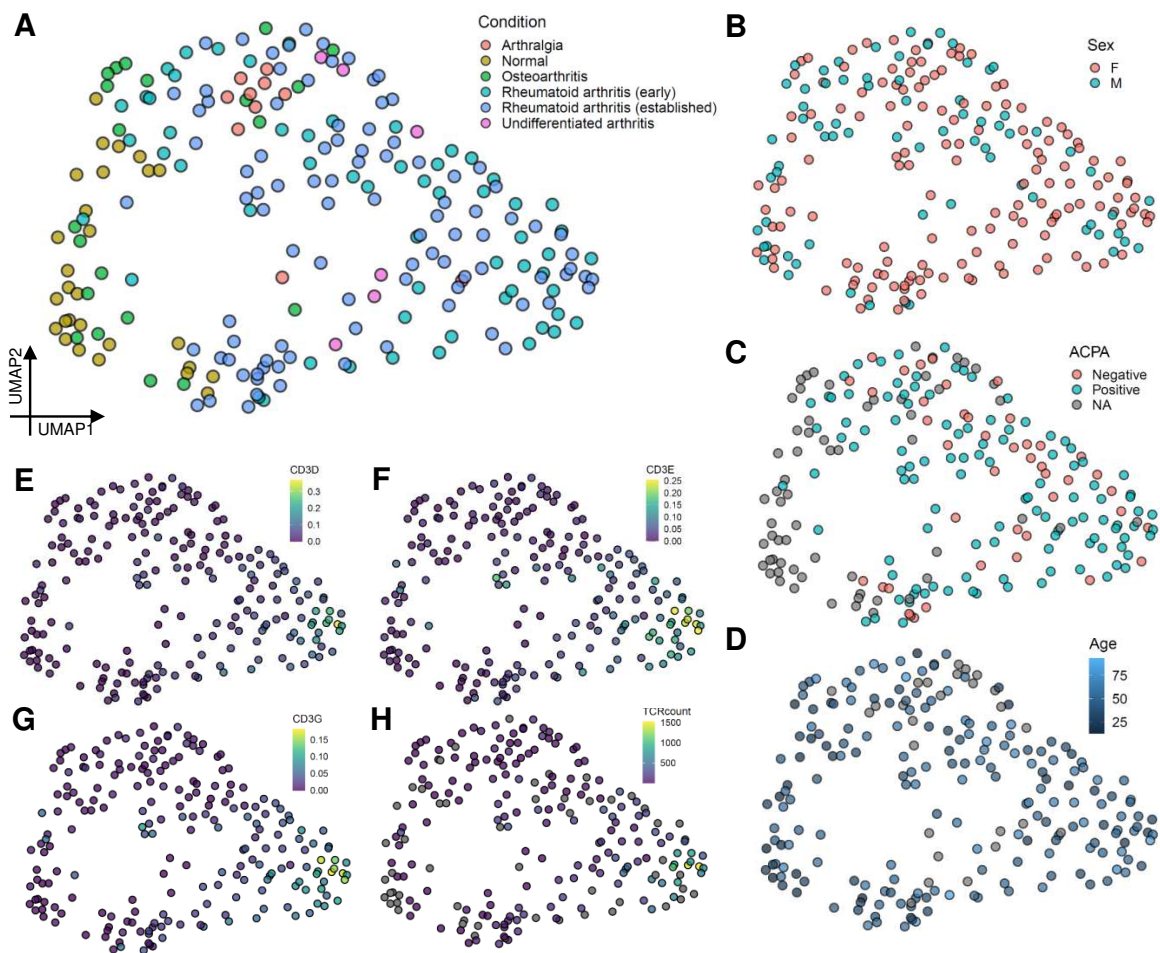 A
Condition
Arthralgia
Normal
Osteoarthritis
Rheumatoid arthritis (early)
Rheumatoid arthritis (established)
Undifferentiated arthritis
UMAP2
UMAP1
B
Sex
F
M
C
ACPA
Negative
Positive
NA
D
Age
75
50
25
E
CD3D
0.3
0.2
0.1
0.0
F
CD3E
0.25
0.20
0.15
0.10
0.05
0.00
G
CD3G
0.15
0.10
0.05
0.00
H
TCRcount
1500
1000
500